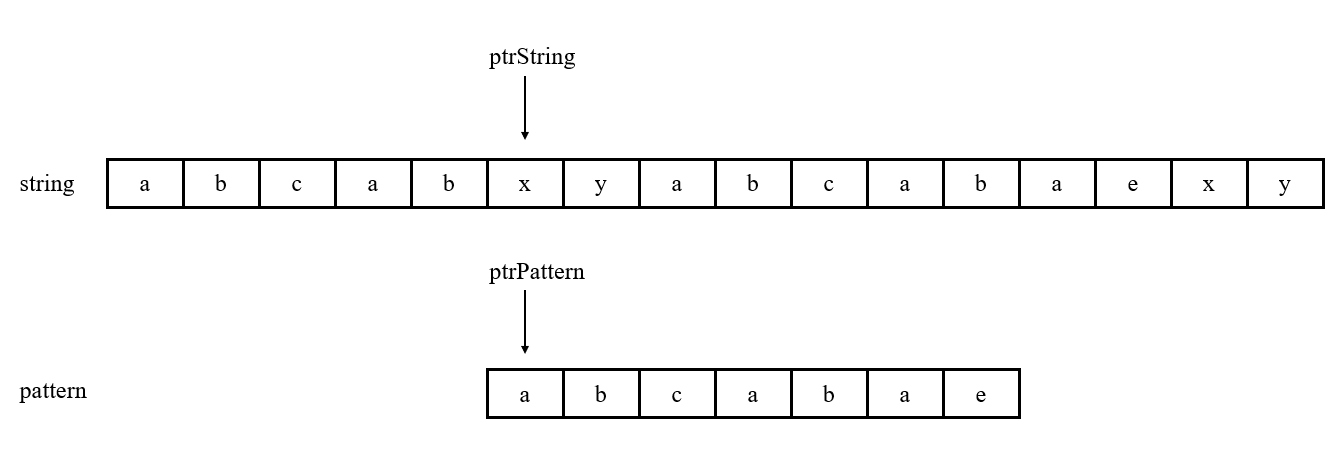 ptrString
string a b c a b x y a b c a b a e x y
ptrPattern
pattern a b c a b a e